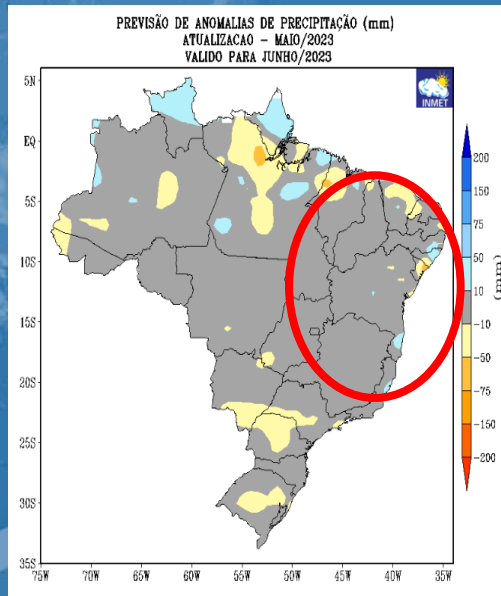 PREVISÃO DE ANOMALIAS DE PRECIPITAÇÃO (mm)
ATUALIZACAO - MAIO/2023
VALIDO PARA JUNHO/2023
INMET
5N
EQ
5S
10S
15S
20S
25S
30S
35S
75W 70W 65W 60W 55W 50W 45W 40W 35W
200
150
75
50
10
-10
-50
-75
-150
-200
(mm)